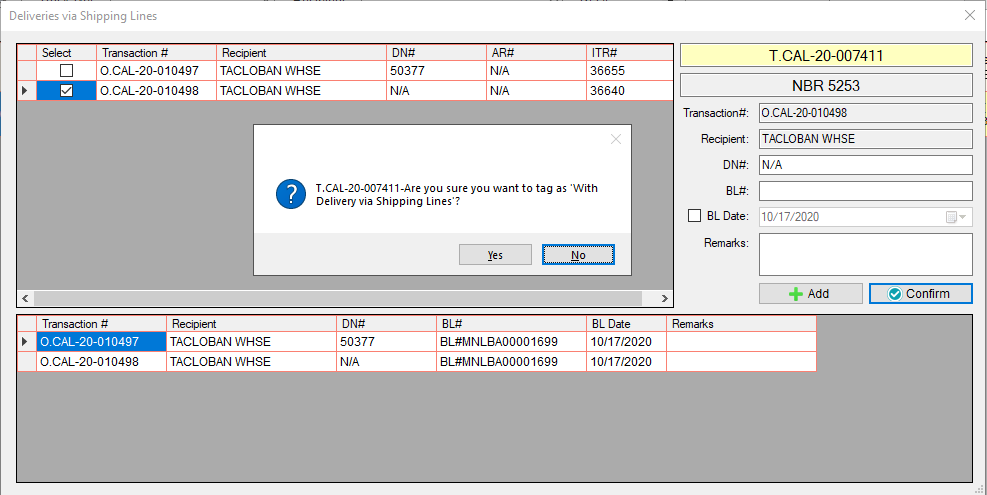 Deliveries via Shipping Lines
Select Transaction # Recipient DN# AR# ITR#
O.CAL-20-010497 TACLOBAN WHSE 50377 N/A 36655
O.CAL-20-010498 TACLOBAN WHSE N/A N/A 36640
T.CAL-20-007411
NBR 5253
Transaction#: O.CAL-20-010498
Recipient: TACLOBAN WHSE
DN#: N/A
BL#:
BL Date: 10/17/2020
Remarks:
Add Confirm
T.CAL-20-007411-Are you sure you want to tag as 'With
Delivery via Shipping Lines'?
Yes No
Transaction # Recipient DN# BL# BL Date Remarks
O.CAL-20-010497 TACLOBAN WHSE 50377 BL#MNLBA00001699 10/17/2020
O.CAL-20-010498 TACLOBAN WHSE N/A BL#MNLBA00001699 10/17/2020